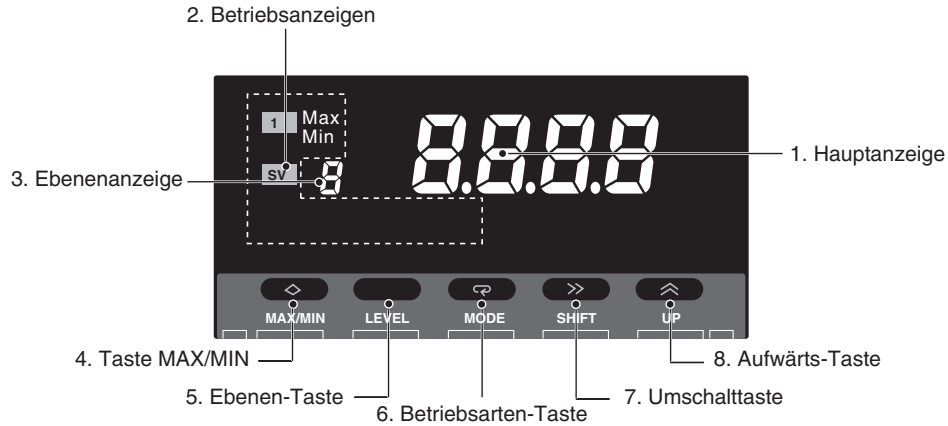 2. Betriebsanzeigen
1 Max
Min
8.8.8.8
1. Hauptanzeige
SV
3. Ebenenanzeige
8
MAX/MIN LEVEL MODE SHIFT UP
4. Taste MAX/MIN
8. Aufwärts-Taste
5. Ebenen-Taste
7. Umschalttaste
6. Betriebsarten-Taste